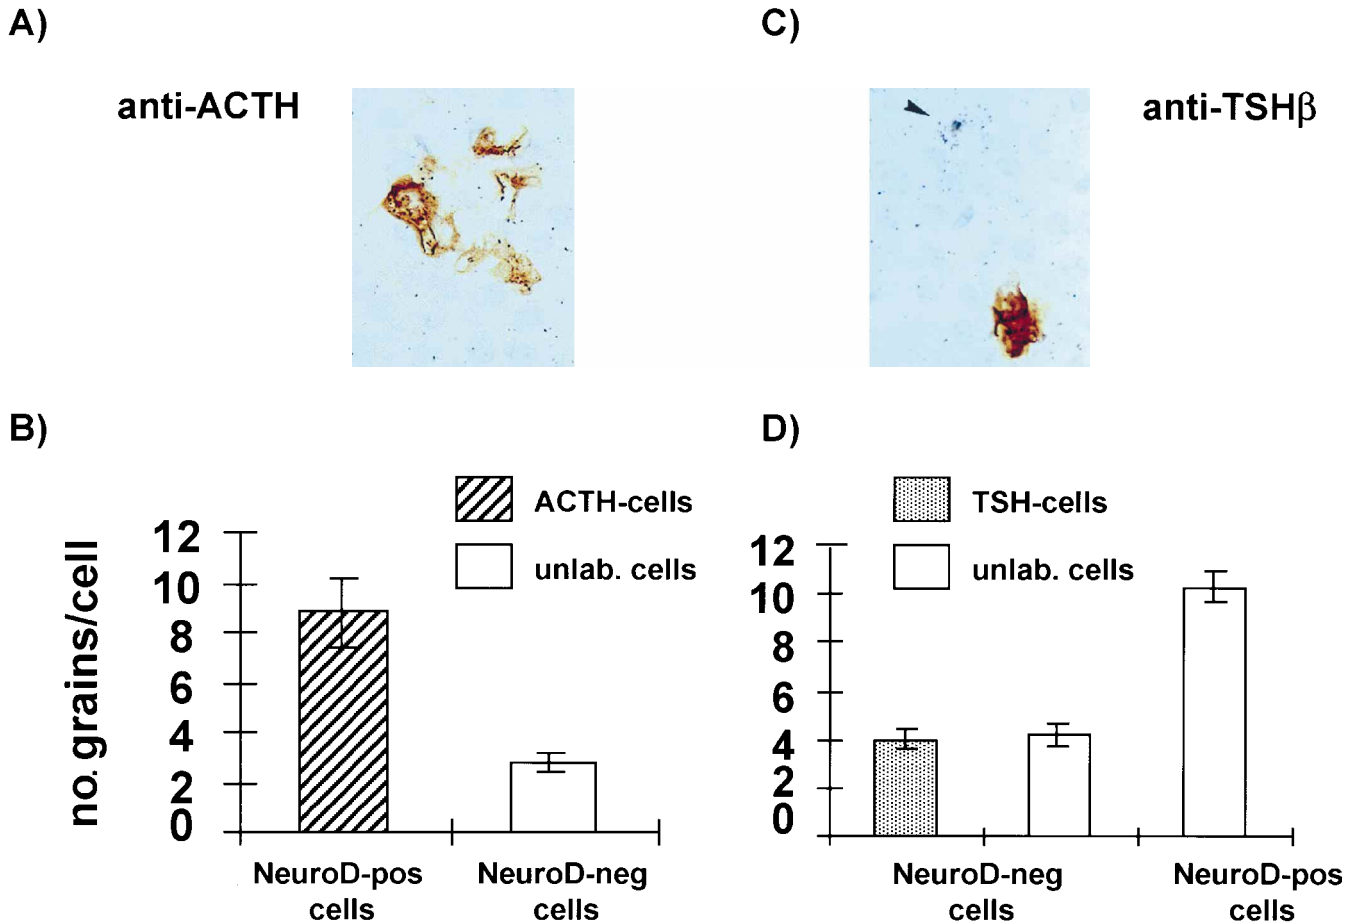 A)
anti-ACTH
C)
anti-TSHβ
B)
ACTH-cells
unlab. cells
no. grains/cell
12
10
8
6
4
2
0
NeuroD-pos
cells
NeuroD-neg
cells
D)
TSH-cells
unlab. cells
12
10
8
6
4
2
0
NeuroD-neg
cells
NeuroD-pos
cells